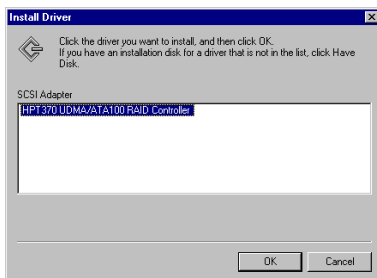 Install Driver
Click the driver you want to install, and then click OK.
If you have an installation disk for a driver that is not in the list, click Have
Disk.
SCSI Adapter
HPT370 UDMA/ATA100 RAID Controller
OK
Cancel